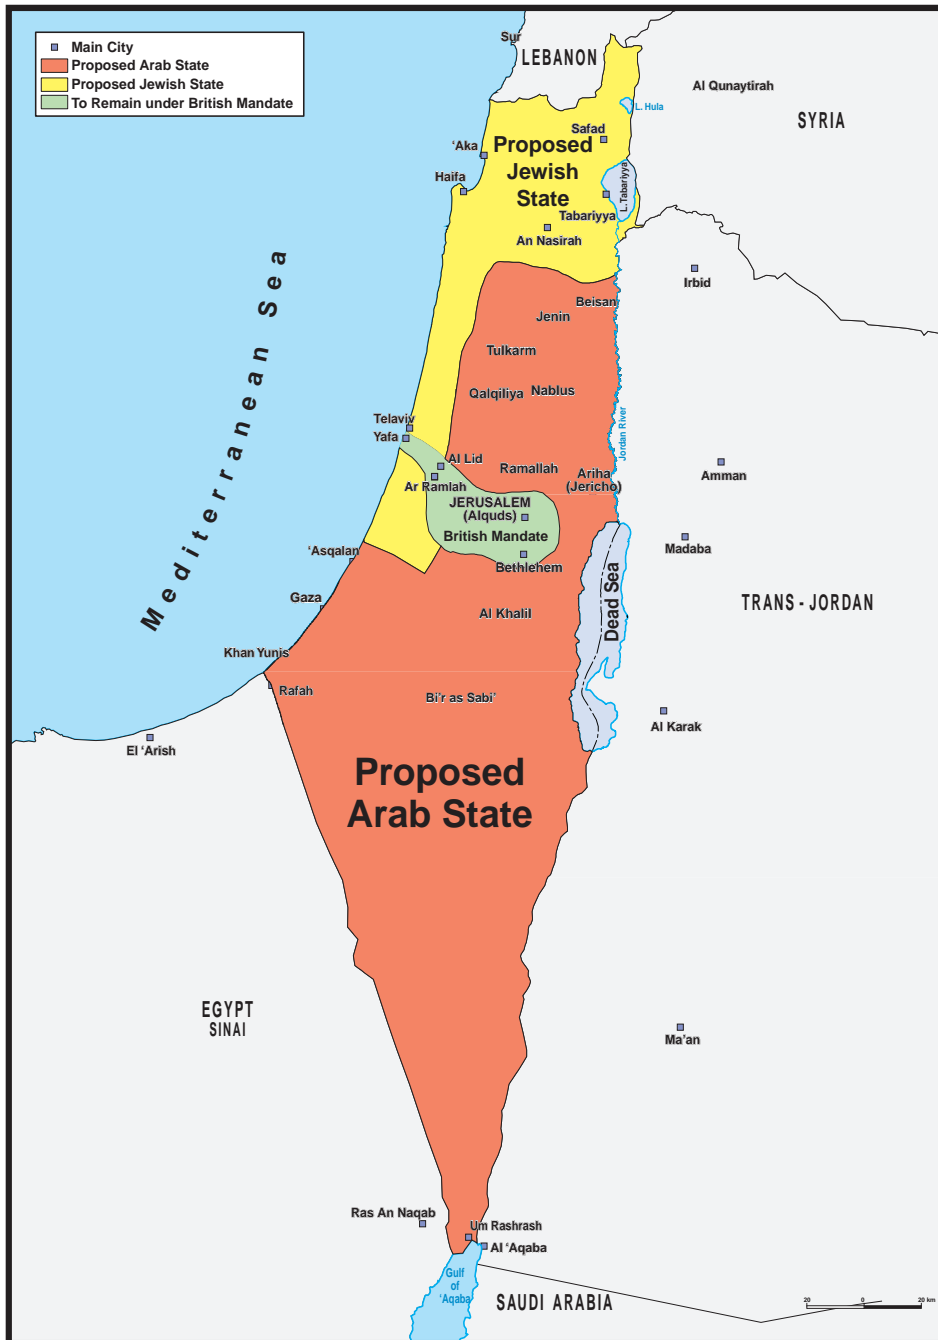 Main City
Proposed Arab State
Proposed Jewish State
To Remain under British Mandate
Sur
LEBANON
Al Qunaytirah
L. Hula
SYRIA
Safad
‘Aka
Proposed
Jewish
State
Haifa
L. Tabariyya
Tabariyya
An Nasirah
Mediterranean Sea
Irbid
Beisan
Jenin
Tulkarm
Qalqiliya
Nablus
Telaviv
Yafa
Jordan River
Al Lid
Ar Ramlah
Ramallah
Ariha
(Jericho)
Amman
JERUSALEM
(Alquds)
British Mandate
Madaba
‘Asqalan
Bethlehem
Gaza
Al Khalil
Dead Sea
TRANS - JORDAN
Khan Yunis
Rafah
Bi’r as Sabi’
Al Karak
El ‘Arish
Proposed
Arab State
EGYPT
SINAI
Ma’an
Ras An Naqab
Um Rashrash
Al ‘Aqaba
Gulf
of
‘Aqaba
SAUDI ARABIA
20 0 20 km